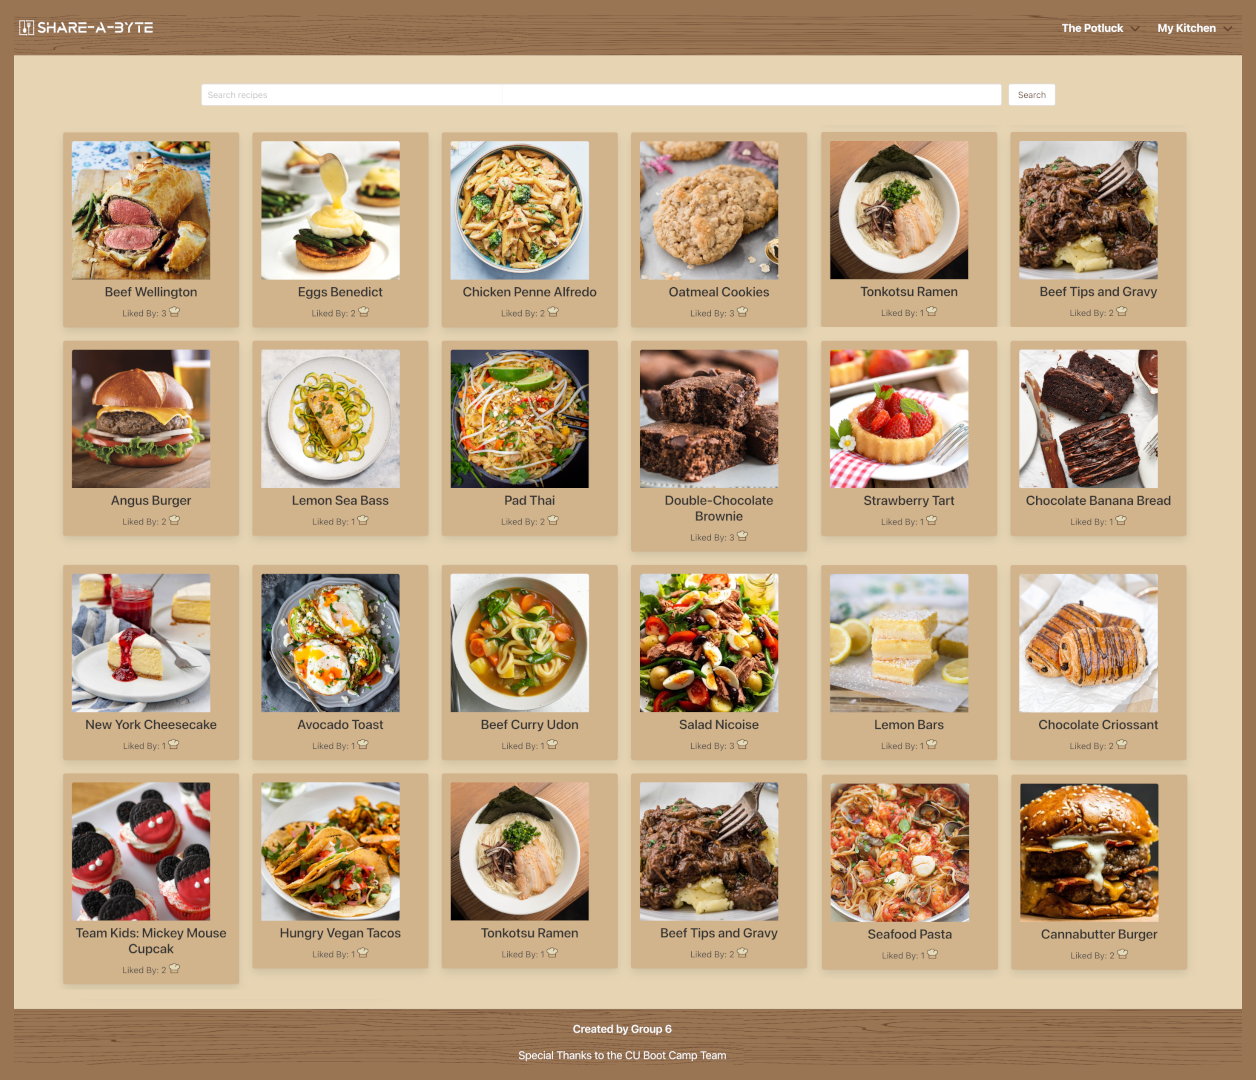 SHARE-A-BYTE
The Potluck
My Kitchen
Search recipes
Search
Beef Wellington
Liked By: 3
Eggs Benedict
Liked By: 2
Chicken Penne Alfredo
Liked By: 2
Oatmeal Cookies
Liked By: 3
Tonkotsu Ramen
Liked By: 1
Beef Tips and Gravy
Liked By: 2
Angus Burger
Liked By: 2
Lemon Sea Bass
Liked By: 1
Pad Thai
Liked By: 2
Double-Chocolate
Brownie
Liked By: 3
Strawberry Tart
Liked By: 1
Chocolate Banana Bread
Liked By: 1
New York Cheesecake
Liked By: 1
Avocado Toast
Liked By: 1
Beef Curry Udon
Liked By: 1
Salad Nicoise
Liked By: 3
Lemon Bars
Liked By: 1
Chocolate Criossant
Liked By: 2
Team Kids: Mickey Mouse
Cupcak
Liked By: 2
Hungry Vegan Tacos
Liked By: 1
Tonkotsu Ramen
Liked By: 1
Beef Tips and Gravy
Liked By: 2
Seafood Pasta
Liked By: 1
Cannabutter Burger
Liked By: 2
Created by Group 6
Special Thanks to the CU Boot Camp Team